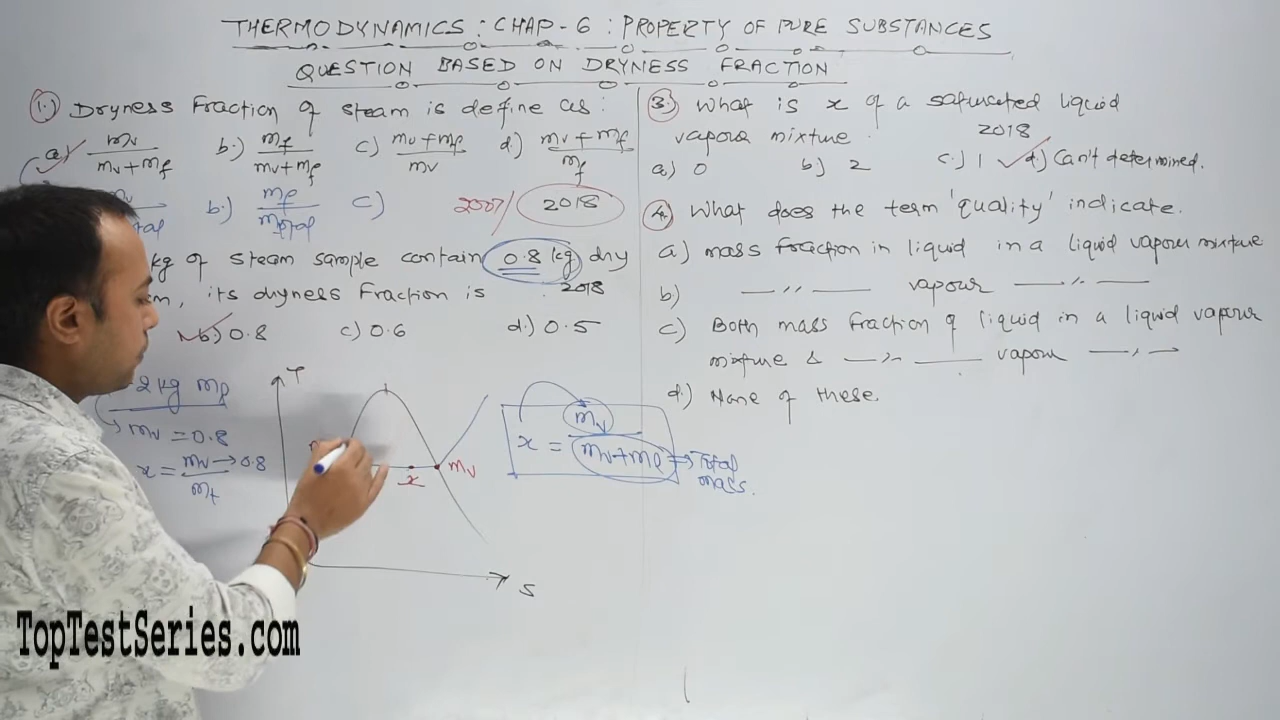 THERMODYNAMICS : CHAP-6 : PROPERTY OF PURE SUBSTANCES
QUESTION BASED ON DRYNESS FRACTION
1.) Dryness Fraction of steam is define as :
a) mv / mv+mf b.) mf / mv+mf c) mv+mf / mv d.) mv+mf / mf
b.) mf / mtotal c)
2007/ 2018
kg of steam sample contain 0.8 kg dry
its dryness Fraction is 2018
b) 0.8 c) 0.6 d.) 0.5
2 kg mf
mv = 0.8
x = mv → 0.8 / mt
T
x
mv
S
x = mv / mv+mf → Total mass.
3.) What is x of a saturated liquid
vapour mixture
2018
a) 0 b) 2 c.) 1 d.) Can't determined.
4.) What does the term 'quality' indicate.
a) mass fraction in liquid in a liquid vapour mixture
b) —〃— vapour —〃—
c) Both mass fraction of liquid in a liquid vapour
mixture & —〃— vapour —〃—
d.) None of these.
TopTestSeries.com